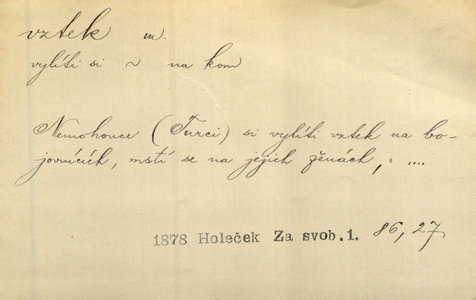 vztek m.
vylíti si ~ na kom
Nemohouce (Turci) si vylíti vztek na bo-
jovnících, mstí se na jejich ženách, ....
1878 Holeček Za svob. 1. 86, 27